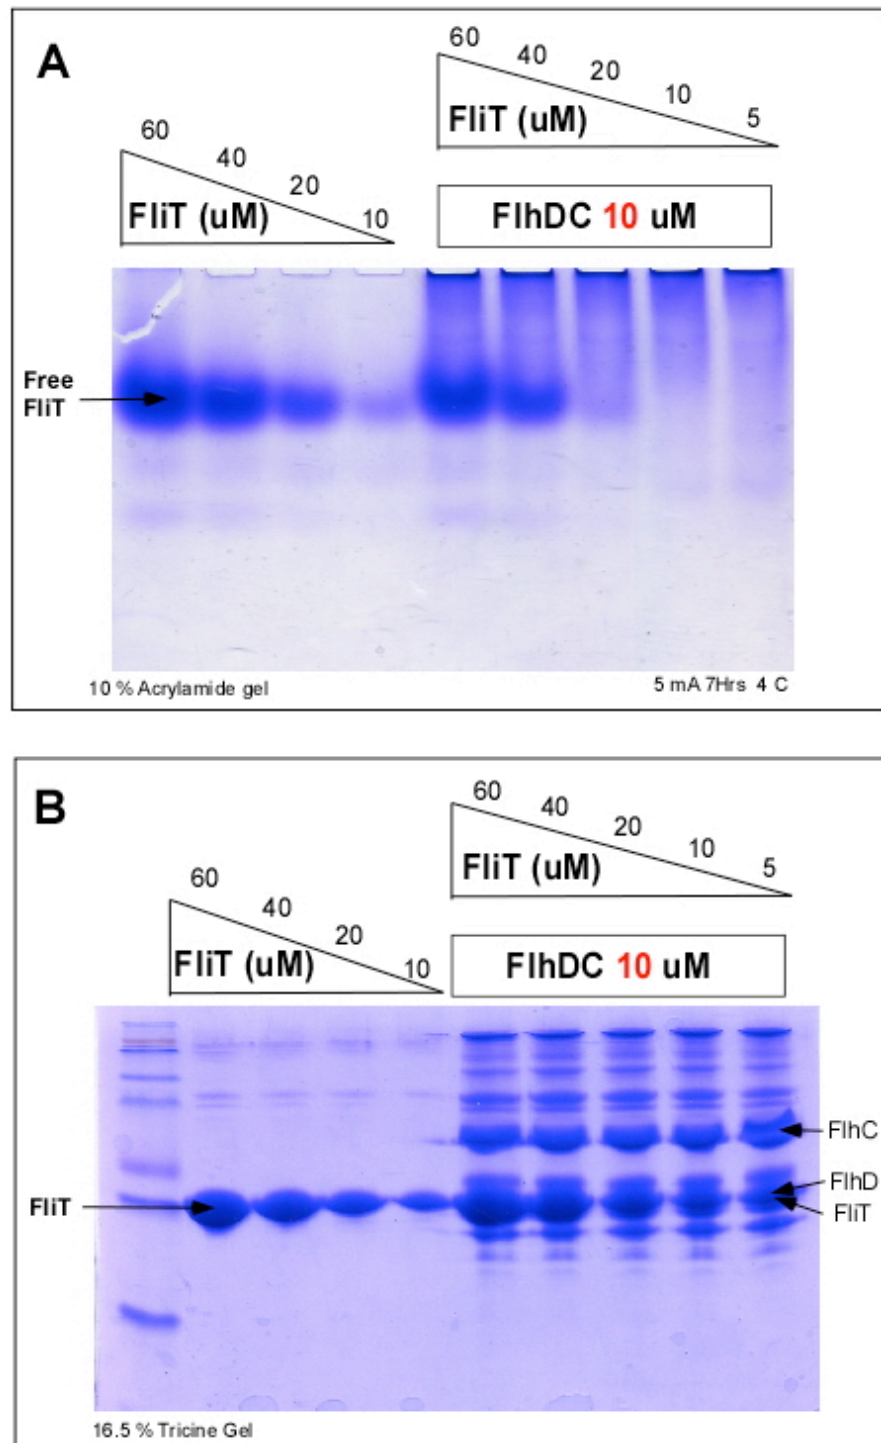 A
60
40
20
10
5
FliT (uM)
60
40
20
10
FliT (uM)
FlhDC 10 uM
Free
FliT
10 % Acrylamide gel
5 mA 7Hrs 4 C
B
60
40
20
10
5
FliT (uM)
60
40
20
10
FliT (uM)
FlhDC 10 uM
FlhC
FlhD
FliT
FliT
16.5 % Tricine Gel